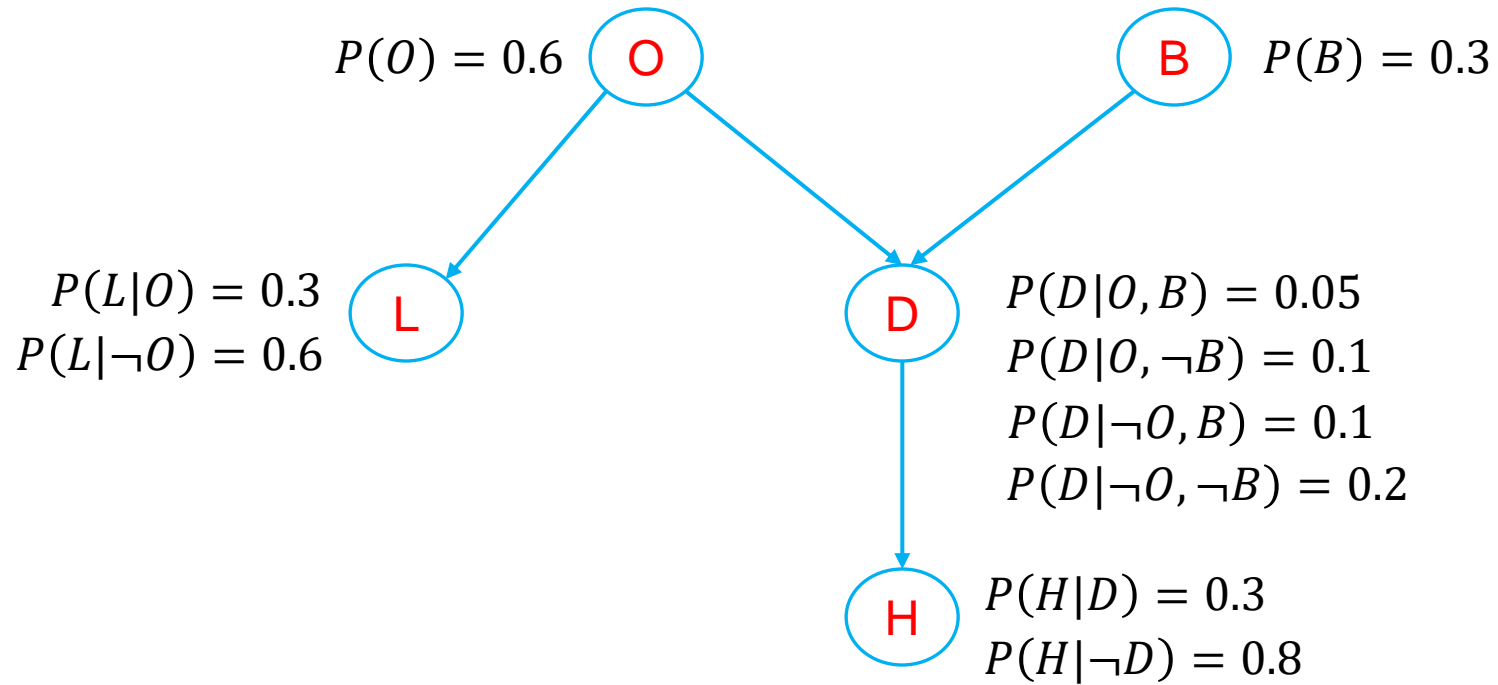 P(O) = 0.6
O
B
P(B) = 0.3
P(L|O) = 0.3
P(L|¬O) = 0.6
L
D
P(D|O, B) = 0.05
P(D|O, ¬B) = 0.1
P(D|¬O, B) = 0.1
P(D|¬O, ¬B) = 0.2
H
P(H|D) = 0.3
P(H|¬D) = 0.8